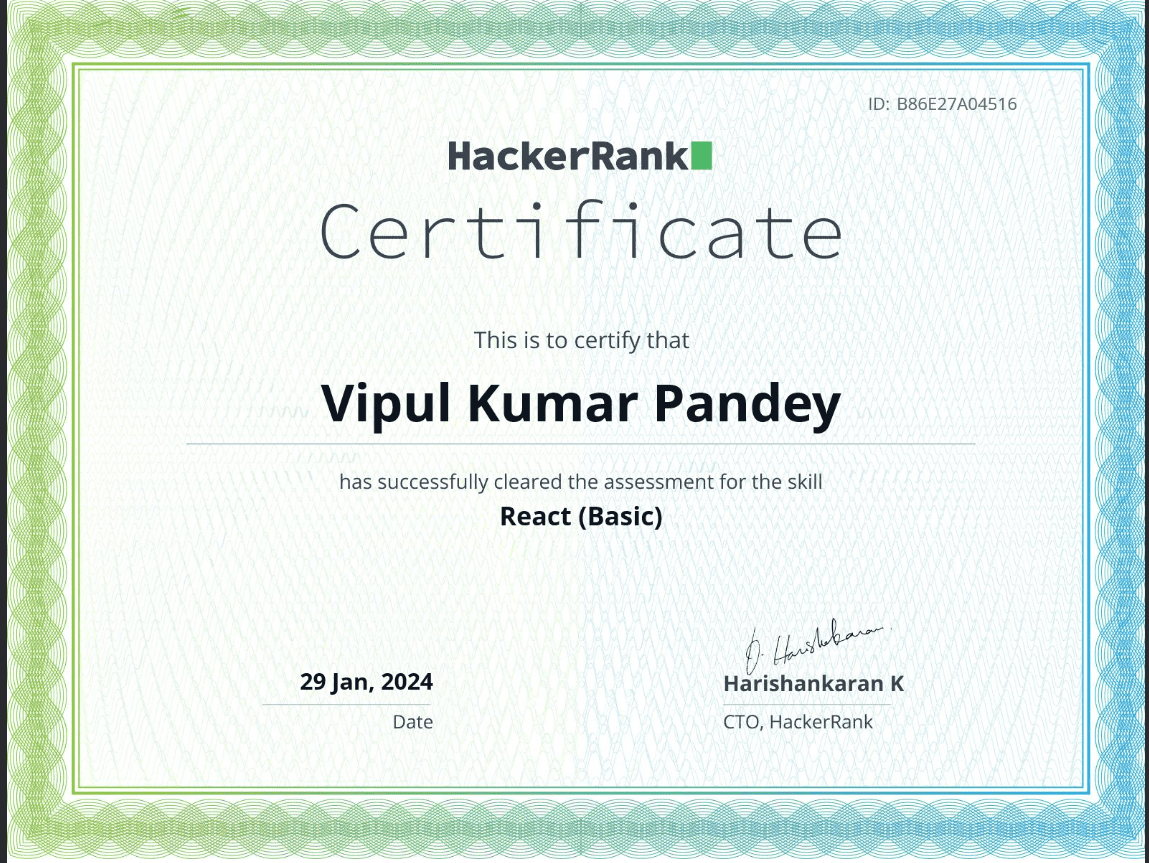 ID: B86E27A04516
HackerRank
Certificate
This is to certify that
Vipul Kumar Pandey
has successfully cleared the assessment for the skill
React (Basic)
29 Jan, 2024
Date
Harishankaran K
CTO, HackerRank